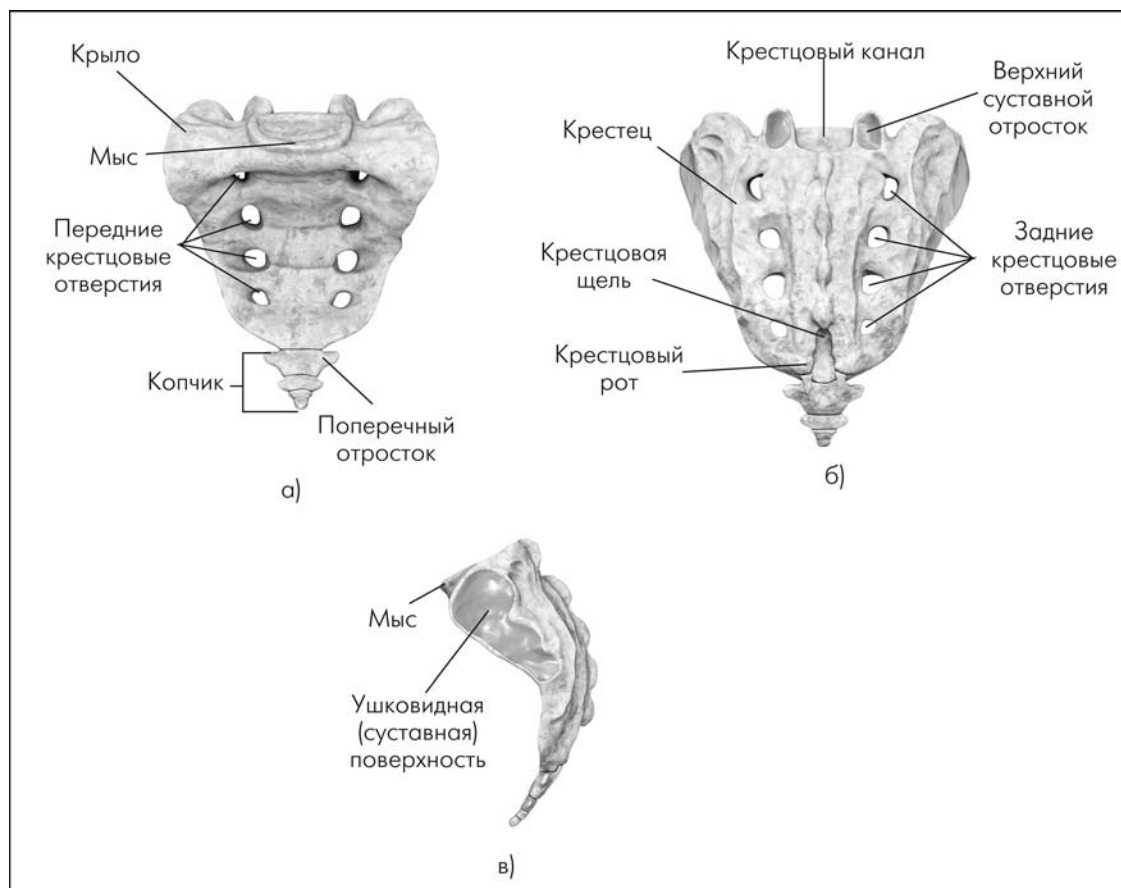 Крыло
Мыс
Передние
крестцовые
отверстия
Копчик
Поперечный
отросток
а)
Крестцовый канал
Верхний
суставной
отросток
Крестец
Крестцовая
щель
Задние
крестцовые
отверстия
Крестцовый
рот
б)
Мыс
Ушковидная
(суставная)
поверхность
в)